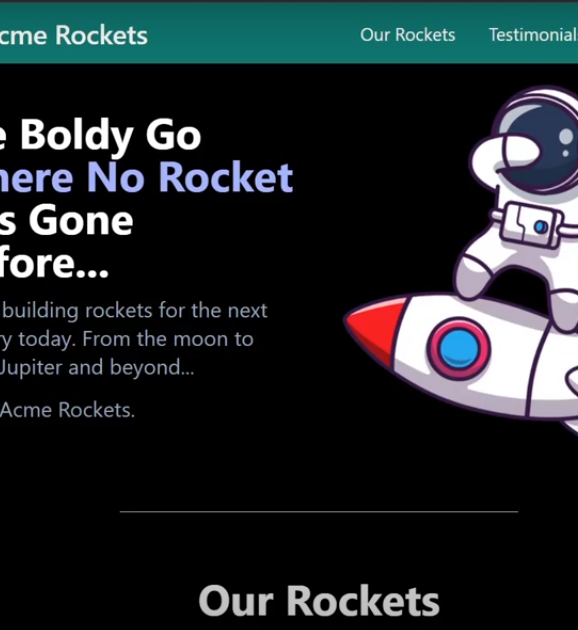 cme Rockets
Our Rockets
Testimonial
e Boldy Go
here No Rocket
s Gone
fore...
building rockets for the next
ry today. From the moon to
Jupiter and beyond...
Acme Rockets.
Our Rockets